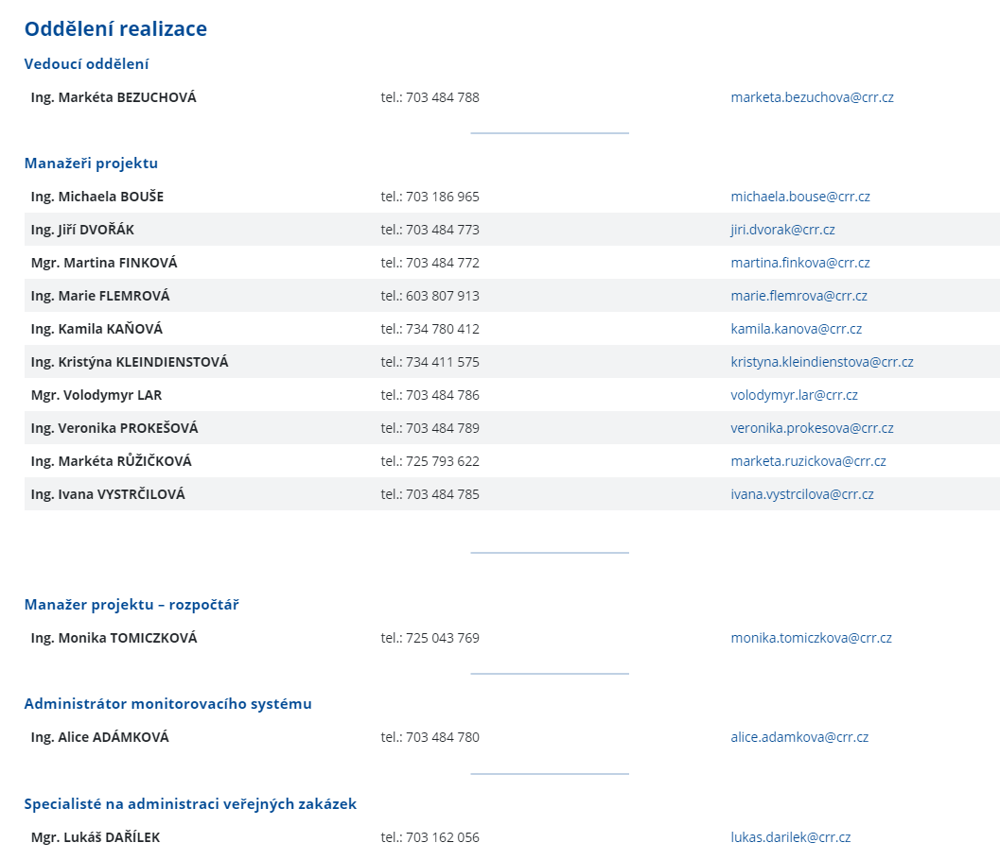 Oddělení realizace
Vedoucí oddělení
Ing. Markéta BEZUCHOVÁ tel.: 703 484 788 marketa.bezuchova@crr.cz
Manažeři projektu
Ing. Michaela BOUŠE tel.: 703 186 965 michaela.bouse@crr.cz
Ing. Jiří DVOŘÁK tel.: 703 484 773 jiri.dvorak@crr.cz
Mgr. Martina FINKOVÁ tel.: 703 484 772 martina.finkova@crr.cz
Ing. Marie FLEMROVÁ tel.: 603 807 913 marie.flemrova@crr.cz
Ing. Kamila KAŇOVÁ tel.: 734 780 412 kamila.kanova@crr.cz
Ing. Kristýna KLEINDIENSTOVÁ tel.: 734 411 575 kristyna.kleindienstova@crr.cz
Mgr. Volodymyr LAR tel.: 703 484 786 volodymyr.lar@crr.cz
Ing. Veronika PROKEŠOVÁ tel.: 703 484 789 veronika.prokesova@crr.cz
Ing. Markéta RŮŽIČKOVÁ tel.: 725 793 622 marketa.ruzickova@crr.cz
Ing. Ivana VYSTRČILOVÁ tel.: 703 484 785 ivana.vystrcilova@crr.cz
Manažer projektu – rozpočtář
Ing. Monika TOMICZKOVÁ tel.: 725 043 769 monika.tomiczkova@crr.cz
Administrátor monitorovacího systému
Ing. Alice ADÁMKOVÁ tel.: 703 484 780 alice.adamkova@crr.cz
Specialisté na administraci veřejných zakázek
Mgr. Lukáš DAŘÍLEK tel.: 703 162 056 lukas.darilek@crr.cz